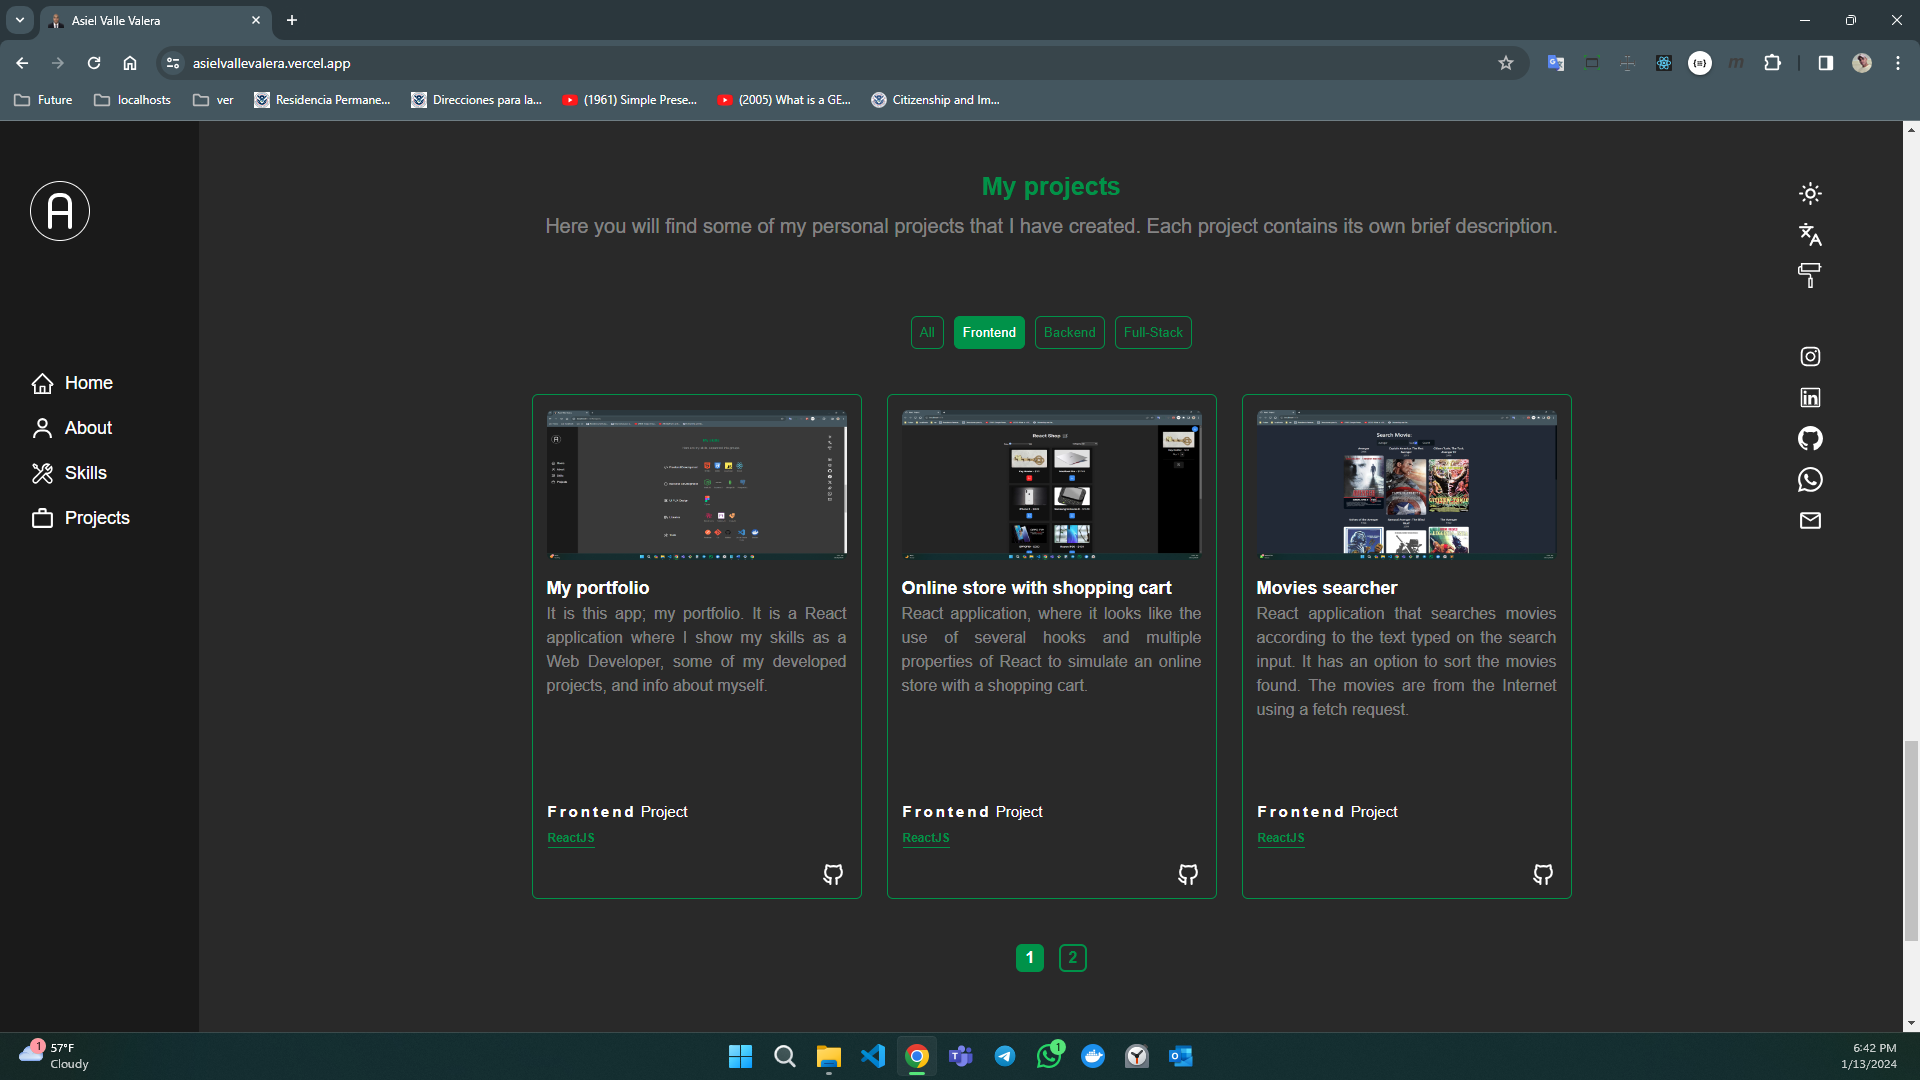 Asiel Valle Valera
asielvallevalera.vercel.app
Future
localhosts
ver
Residencia Permane...
Direcciones para la...
(1961) Simple Prese...
(2005) What is a GE...
Citizenship and Im...
A
Home
About
Skills
Projects
My projects
Here you will find some of my personal projects that I have created. Each project contains its own brief description.
All
Frontend
Backend
Full-Stack
React Shop
Search Movie:
My portfolio
It is this app; my portfolio. It is a React
application where I show my skills as a
Web Developer, some of my developed
projects, and info about myself.
Frontend Project
ReactJS
Online store with shopping cart
React application, where it looks like the
use of several hooks and multiple
properties of React to simulate an online
store with a shopping cart.
Frontend Project
ReactJS
Movies searcher
React application that searches movies
according to the text typed on the search
input. It has an option to sort the movies
found. The movies are from the Internet
using a fetch request.
Frontend Project
ReactJS
1
2
1
57°F
Cloudy
1
6:42 PM
1/13/2024